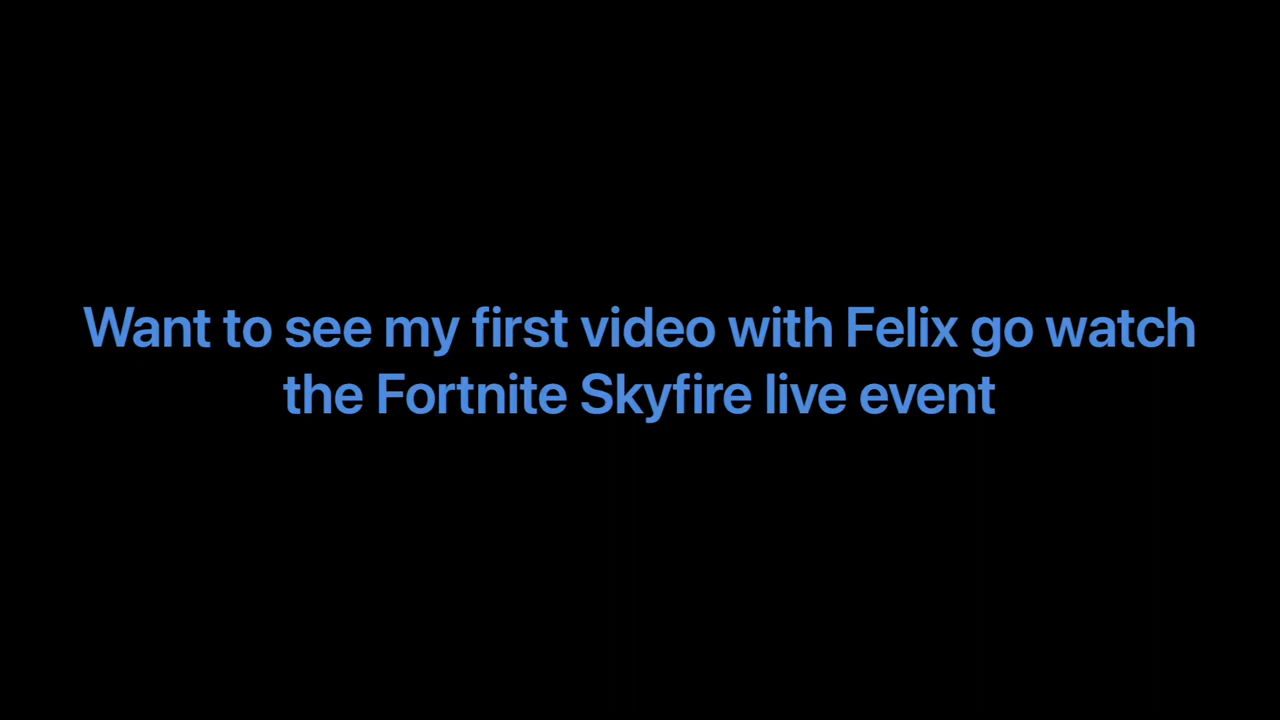 Want to see my first video with Felix go watch
the Fortnite Skyfire live event